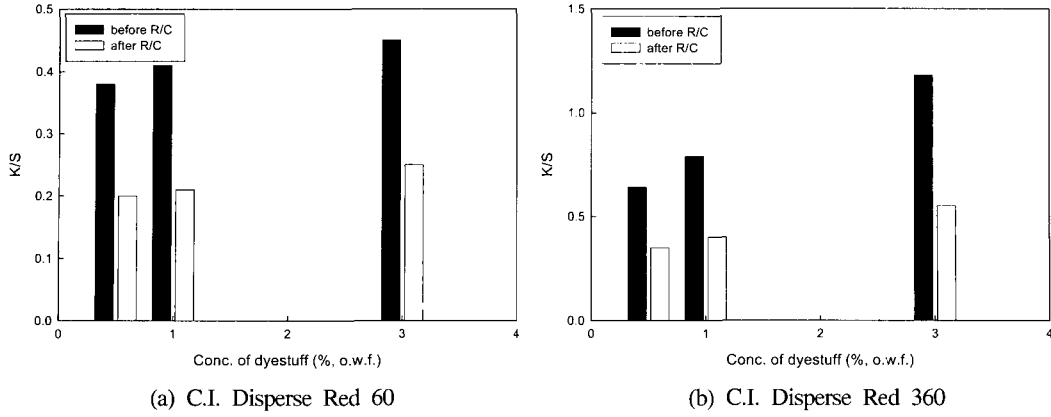 0.5
before R/C
after R/C
0.4
0.3
0.2
0.1
0.0
K/S
0 1 2 3 4
Conc. of dyestuff (%, o.w.f.)
(a) C.I. Disperse Red 60
1.5
before R/C
after R/C
1.0
0.5
0.0
K/S
0 1 2 3 4
Conc. of dyestuff (%, o.w.f.)
(b) C.I. Disperse Red 360